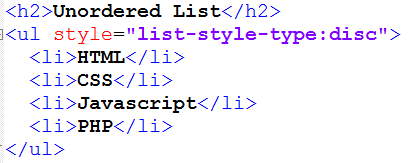 <h2>Unordered List</h2>
<ul style="list-style-type:disc">
<li>HTML</li>
<li>CSS</li>
<li>Javascript</li>
<li>PHP</li>
</ul>